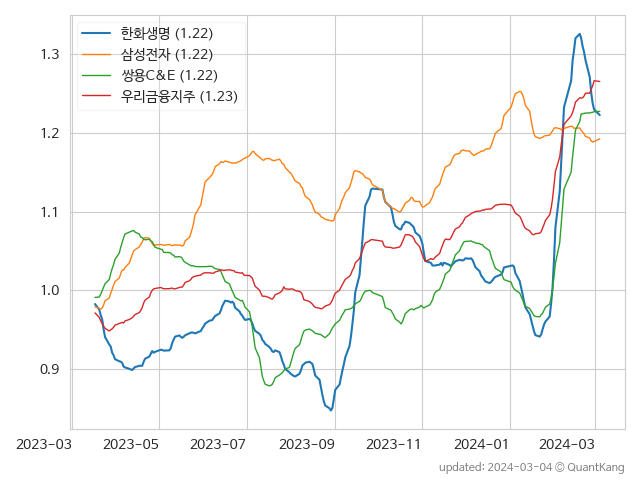 한화생명 (1.22)
삼성전자 (1.22)
쌍용C&E (1.22)
우리금융지주 (1.23)
1.3
1.2
1.1
1.0
0.9
2023-03 2023-05 2023-07 2023-09 2023-11 2024-01 2024-03
updated: 2024-03-04 © QuantKang